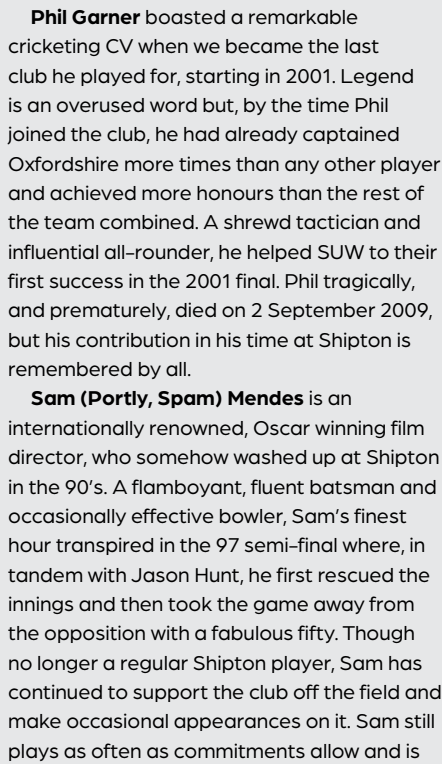 Phil Garner boasted a remarkable
cricketing CV when we became the last
club he played for, starting in 2001. Legend
is an overused word but, by the time Phil
joined the club, he had already captained
Oxfordshire more times than any other player
and achieved more honours than the rest of
the team combined. A shrewd tactician and
influential all-rounder, he helped SUW to their
first success in the 2001 final. Phil tragically,
and prematurely, died on 2 September 2009,
but his contribution in his time at Shipton is
remembered by all.
Sam (Portly, Spam) Mendes is an
internationally renowned, Oscar winning film
director, who somehow washed up at Shipton
in the 90's. A flamboyant, fluent batsman and
occasionally effective bowler, Sam's finest
hour transpired in the 97 semi-final where, in
tandem with Jason Hunt, he first rescued the
innings and then took the game away from
the opposition with a fabulous fifty. Though
no longer a regular Shipton player, Sam has
continued to support the club off the field and
make occasional appearances on it. Sam still
plays as often as commitments allow and is